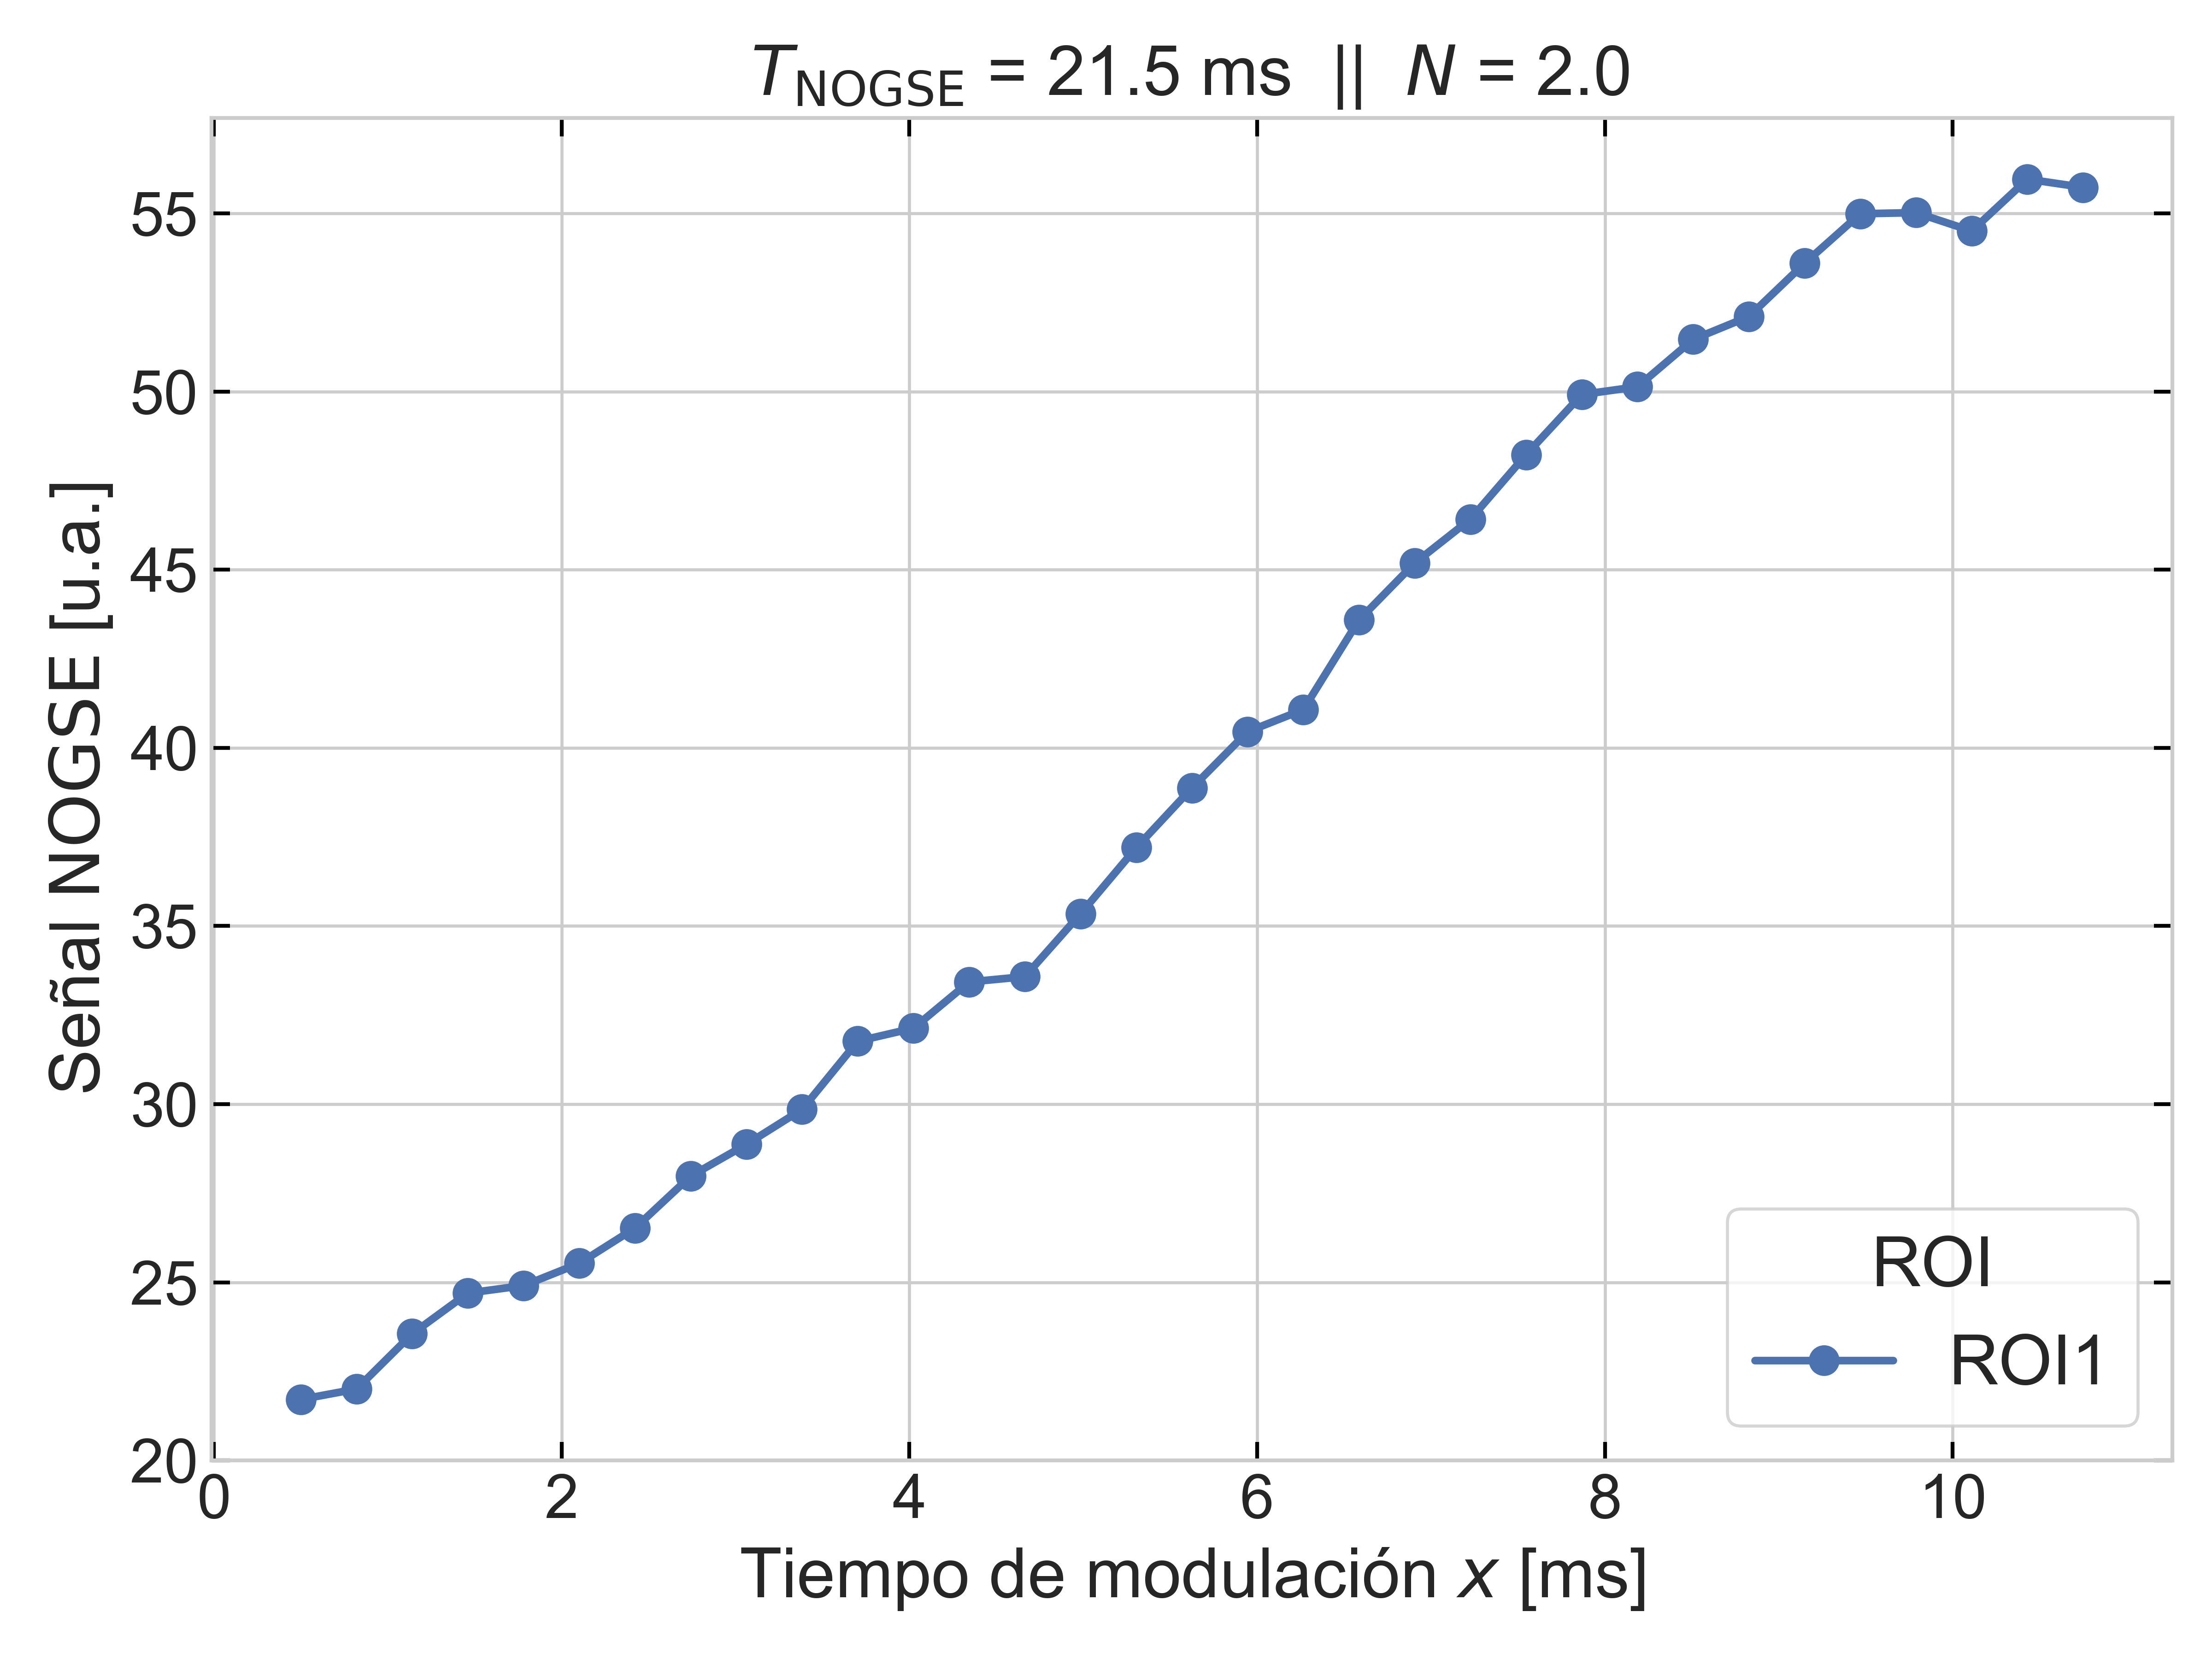 T_NOGSE = 21.5 ms || N = 2.0
Señal NOGSE [u.a.]
55
50
45
40
35
30
25
20
0 2 4 6 8 10
Tiempo de modulación x [ms]
ROI
ROI1